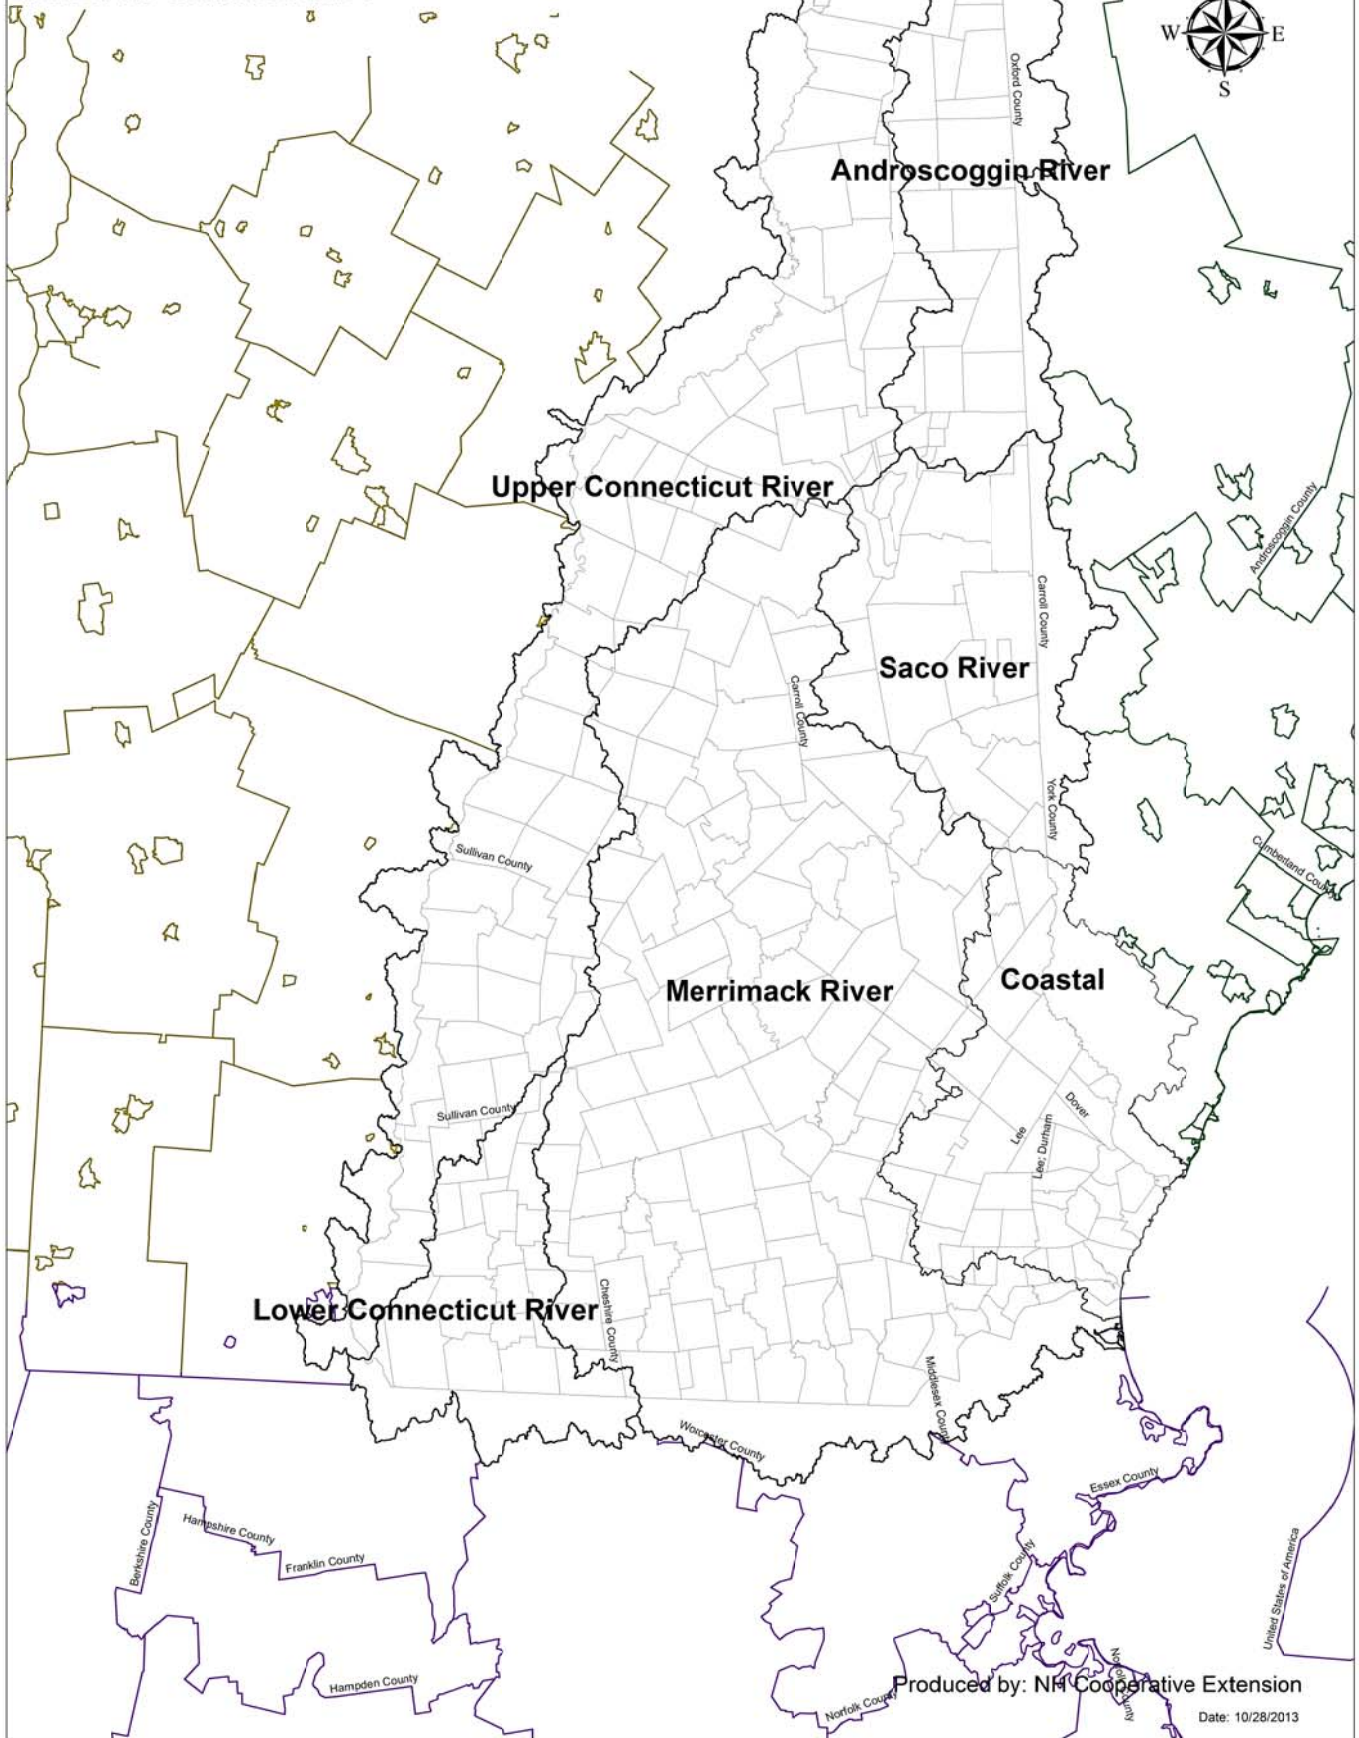 W
E
S
Oxford County
Androscoggin River
Upper Connecticut River
Androscoggin County
Carroll County
Saco River
Carroll County
York County
Sullivan County
Merrimack River
Coastal
Dover
Lee
Lee; Durham
Sullivan County
Lower Connecticut River
Cheshire County
Middlesex County
Worcester County
Essex County
Berkshire County
Hampshire County
Franklin County
Suffolk County
United States of America
Hampden County
Norfolk County
Norfolk County
Produced by: NH Cooperative Extension
Date: 10/28/2013